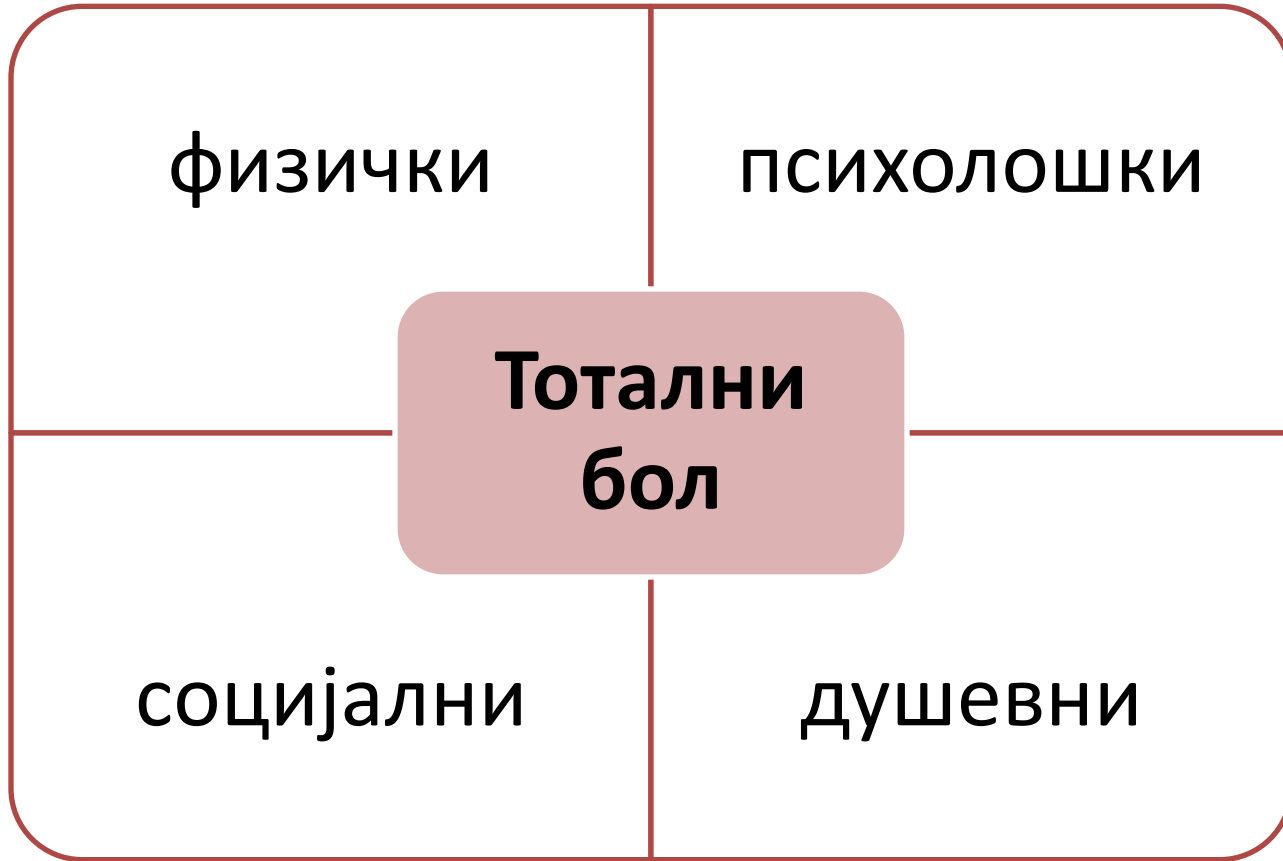 физички
психолошки
Тотални
бол
социјални
душевни